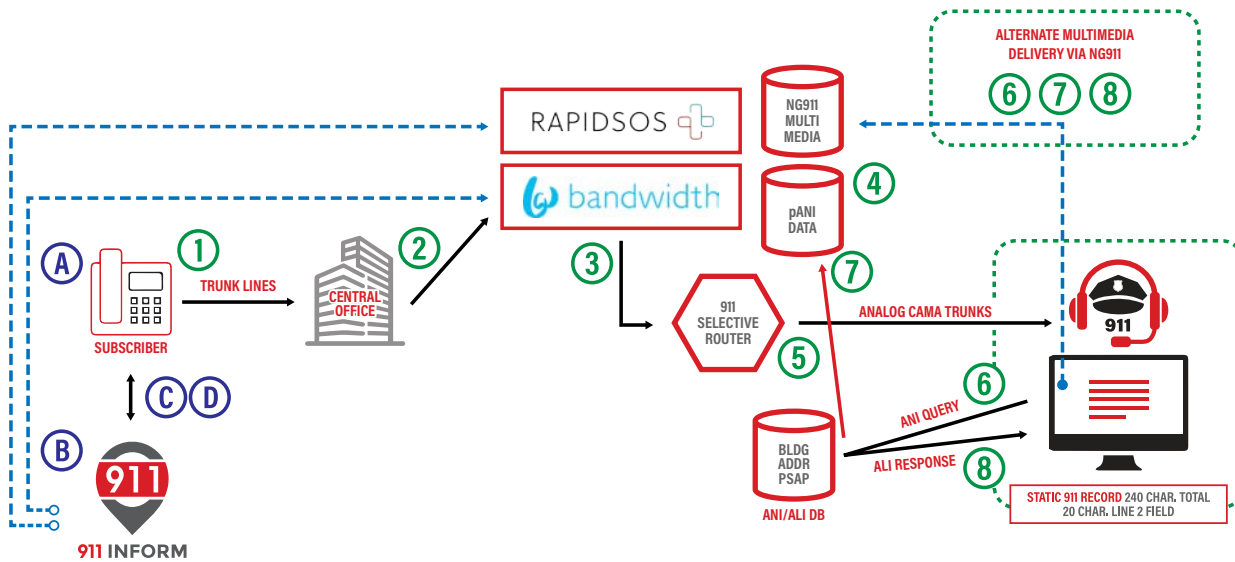 ALTERNATE MULTIMEDIA
DELIVERY VIA NG911
6 7 8
RAPIDSOS
NG911
MULTI
MEDIA
bandwidth
4
pANI
DATA
A
1
TRUNK LINES
SUBSCRIBER
2
CENTRAL
OFFICE
3
7
911
SELECTIVE
ROUTER
5
ANALOG CAMA TRUNKS
911
C D
B
911
911 INFORM
6
ANI QUERY
ALI RESPONSE
8
BLDG
ADDR
PSAP
ANI/ALI DB
STATIC 911 RECORD 240 CHAR. TOTAL
20 CHAR. LINE 2 FIELD